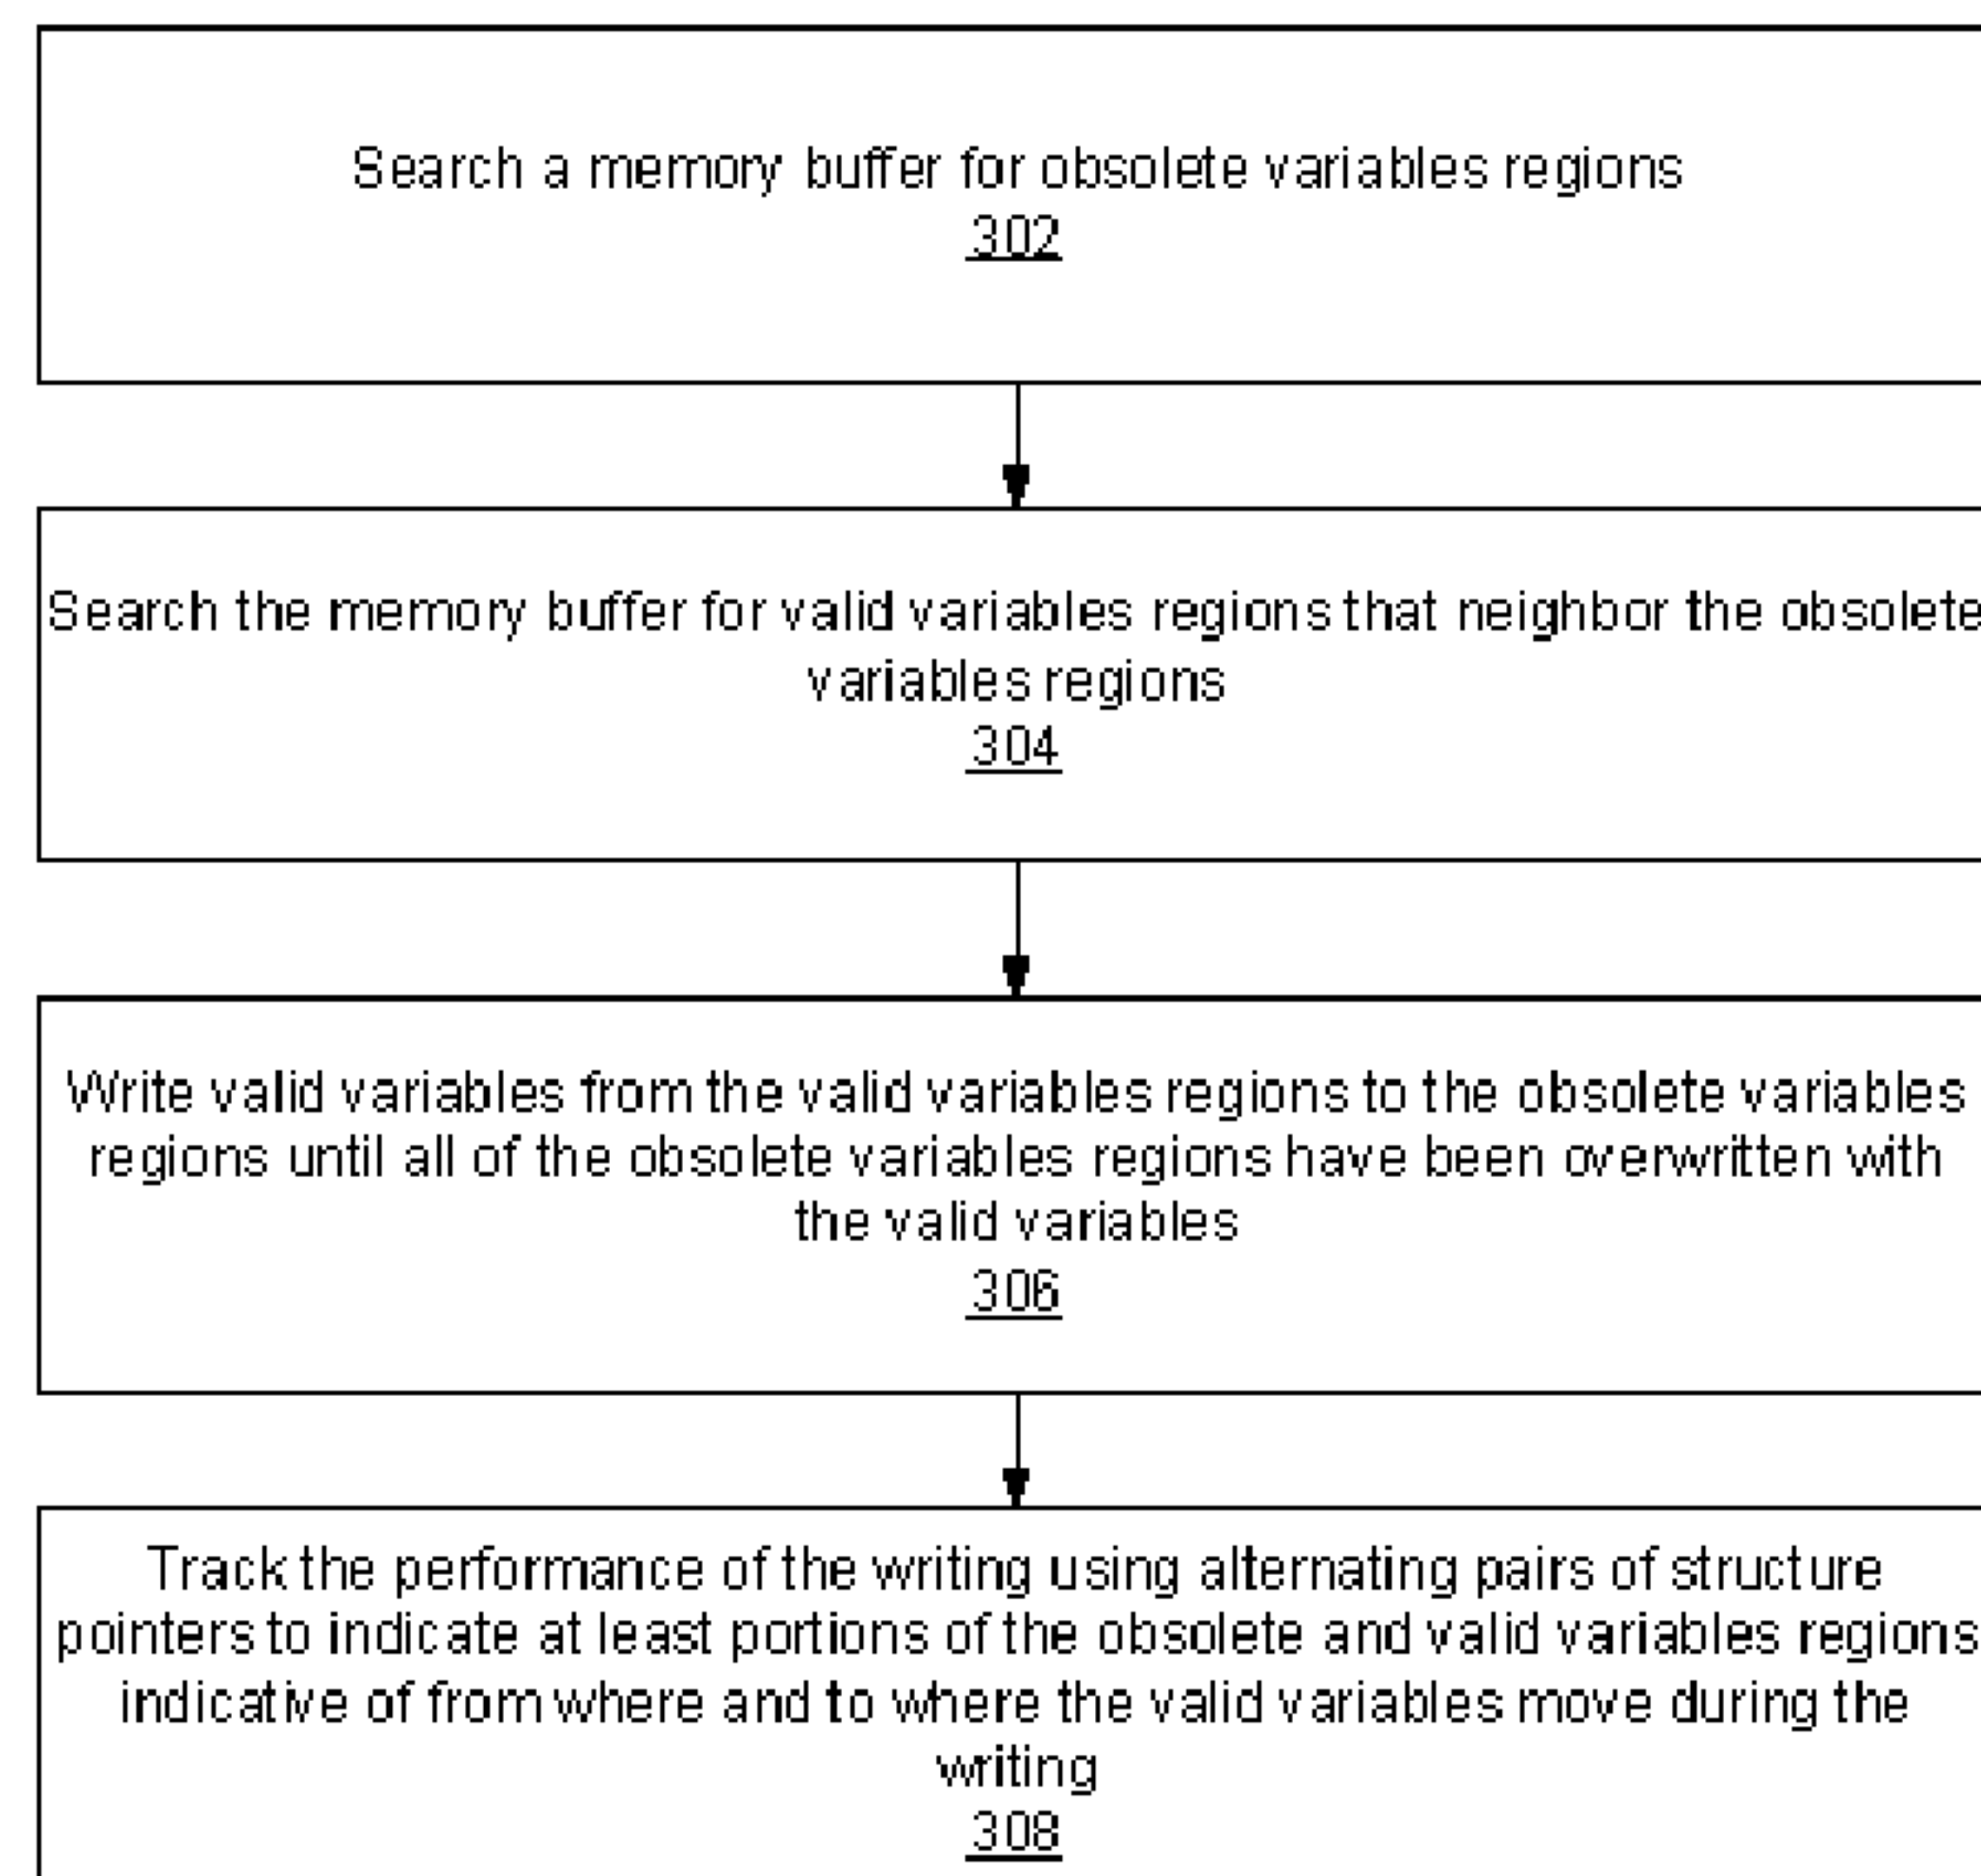 Search a memory buffer for obsolete variables regions
302
Search the memory buffer for valid variables regions that neighbor the obsolete
variables regions
304
Write valid variables from the valid variables regions to the obsolete variables
regions until all of the obsolete variables regions have been overwritten with
the valid variables
306
Track the performance of the writing using alternating pairs of structure
pointers to indicate at least portions of the obsolete and valid variables regions
indicative of from where and to where the valid variables move during the
writing
308